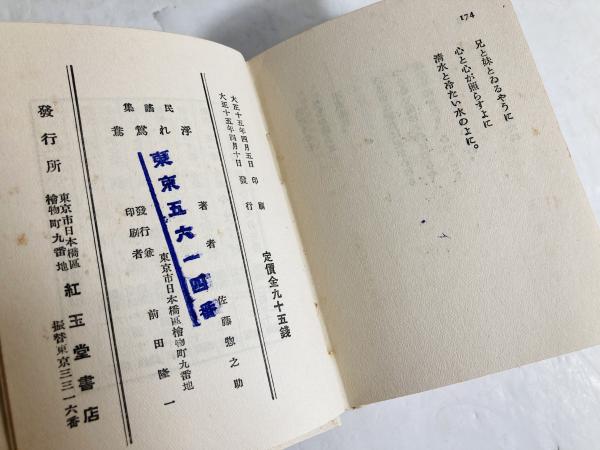 174
兄と妹とゐるやうに
心と心が照らすよに
清水と冷たい水のよに。
大正十五年四月五日印刷
大正十五年四月十日發行
定價金九十五錢
民謠集
浮れ鴛鴦
著者 佐藤惣之助
東京市日本橋區檜物町九番地
發行兼印刷者 前田隆一
東京五六一四番
東京市日本橋區檜物町九番地
發行所 紅玉堂書店
振替東京三三一六番